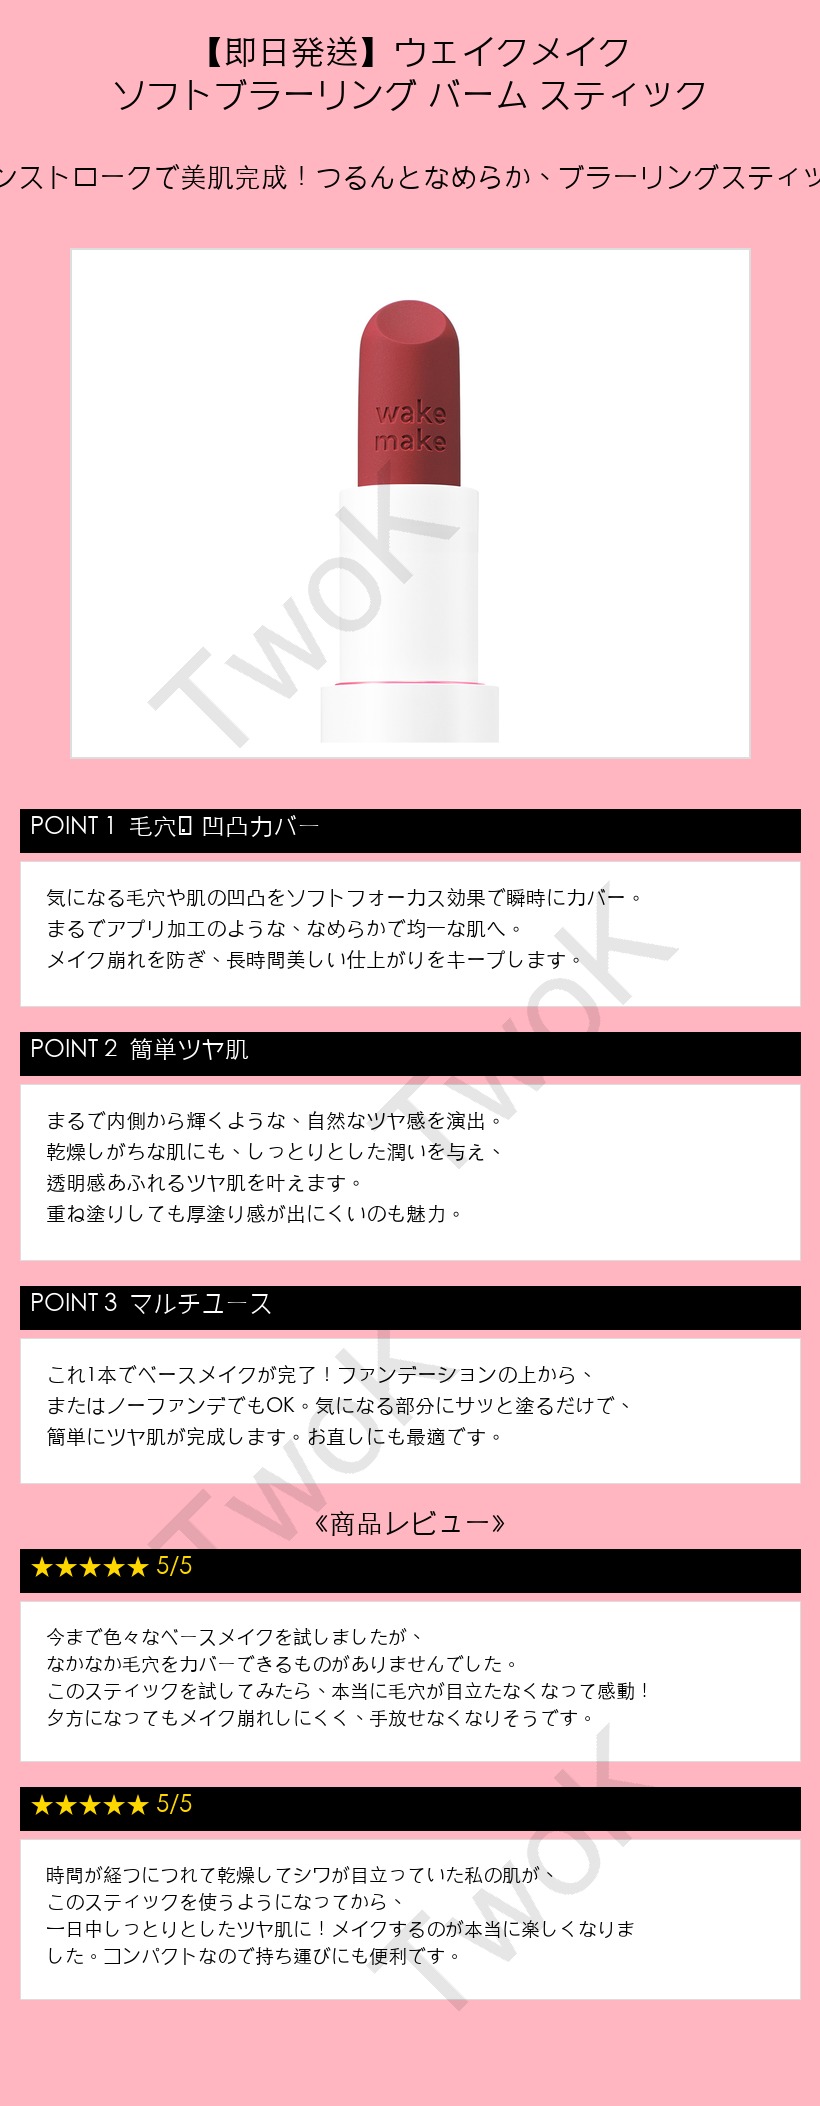 【即日発送】ウェイクメイク
ソフトブラーリング バーム スティック
ンストロークで美肌完成！つるんとなめらか、ブラーリングスティッ
wake
make
TwoK
POINT 1 毛穴 凹凸カバー
気になる毛穴や肌の凹凸をソフトフォーカス効果で瞬時にカバー。
まるでアプリ加工のような、なめらかで均一な肌へ。
メイク崩れを防ぎ、長時間美しい仕上がりをキープします。
TwoK
POINT 2 簡単ツヤ肌
まるで内側から輝くような、自然なツヤ感を演出。
乾燥しがちな肌にも、しっとりとした潤いを与え、
透明感あふれるツヤ肌を叶えます。
重ね塗りしても厚塗り感が出にくいのも魅力。
POINT 3 マルチユース
これ1本でベースメイクが完了！ファンデーションの上から、
またはノーファンデでもOK。気になる部分にサッと塗るだけで、
簡単にツヤ肌が完成します。お直しにも最適です。
TwoK
《商品レビュー》
★★★★★ 5/5
今まで色々なベースメイクを試しましたが、
なかなか毛穴をカバーできるものがありませんでした。
このスティックを試してみたら、本当に毛穴が目立たなくなって感動！
夕方になってもメイク崩れしにくく、手放せなくなりそうです。
★★★★★ 5/5
時間が経つにつれて乾燥してシワが目立っていた私の肌が、
このスティックを使うようになってから、
一日中しっとりとしたツヤ肌に！メイクするのが本当に楽しくなりま
した。コンパクトなので持ち運びにも便利です。
TwoK